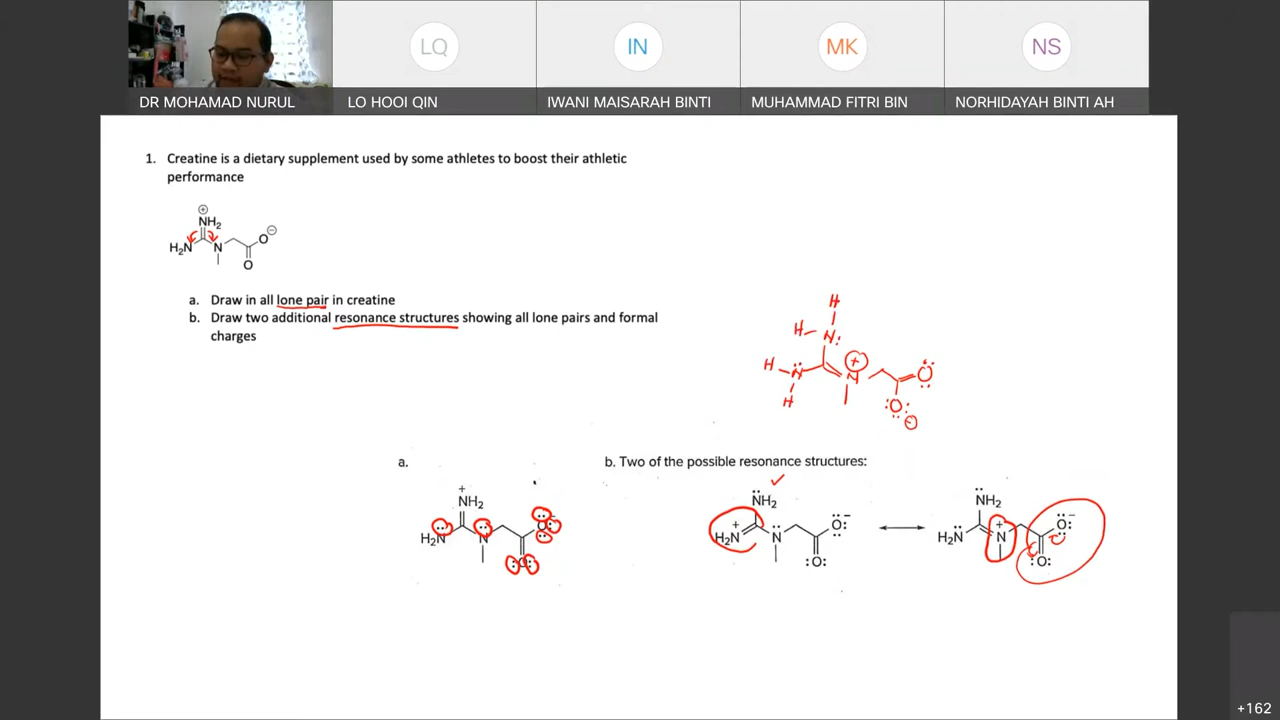 LQ
IN
MK
NS
DR MOHAMAD NURUL
LO HOOI QIN
IWANI MAISARAH BINTI
MUHAMMAD FITRI BIN
NORHIDAYAH BINTI AH
1. Creatine is a dietary supplement used by some athletes to boost their athletic
performance
⊕
NH₂
H₂N N O ⊖
O
a. Draw in all lone pair in creatine
b. Draw two additional resonance structures showing all lone pairs and formal
charges
H
H N:
H N ⊕ N O
H :O: ⊖
a.
b. Two of the possible resonance structures:
+
NH₂
H₂N N O
O
NH₂
+
H₂N N :O: −
:O:
NH₂
H₂N + N :O: −
:O:
+162